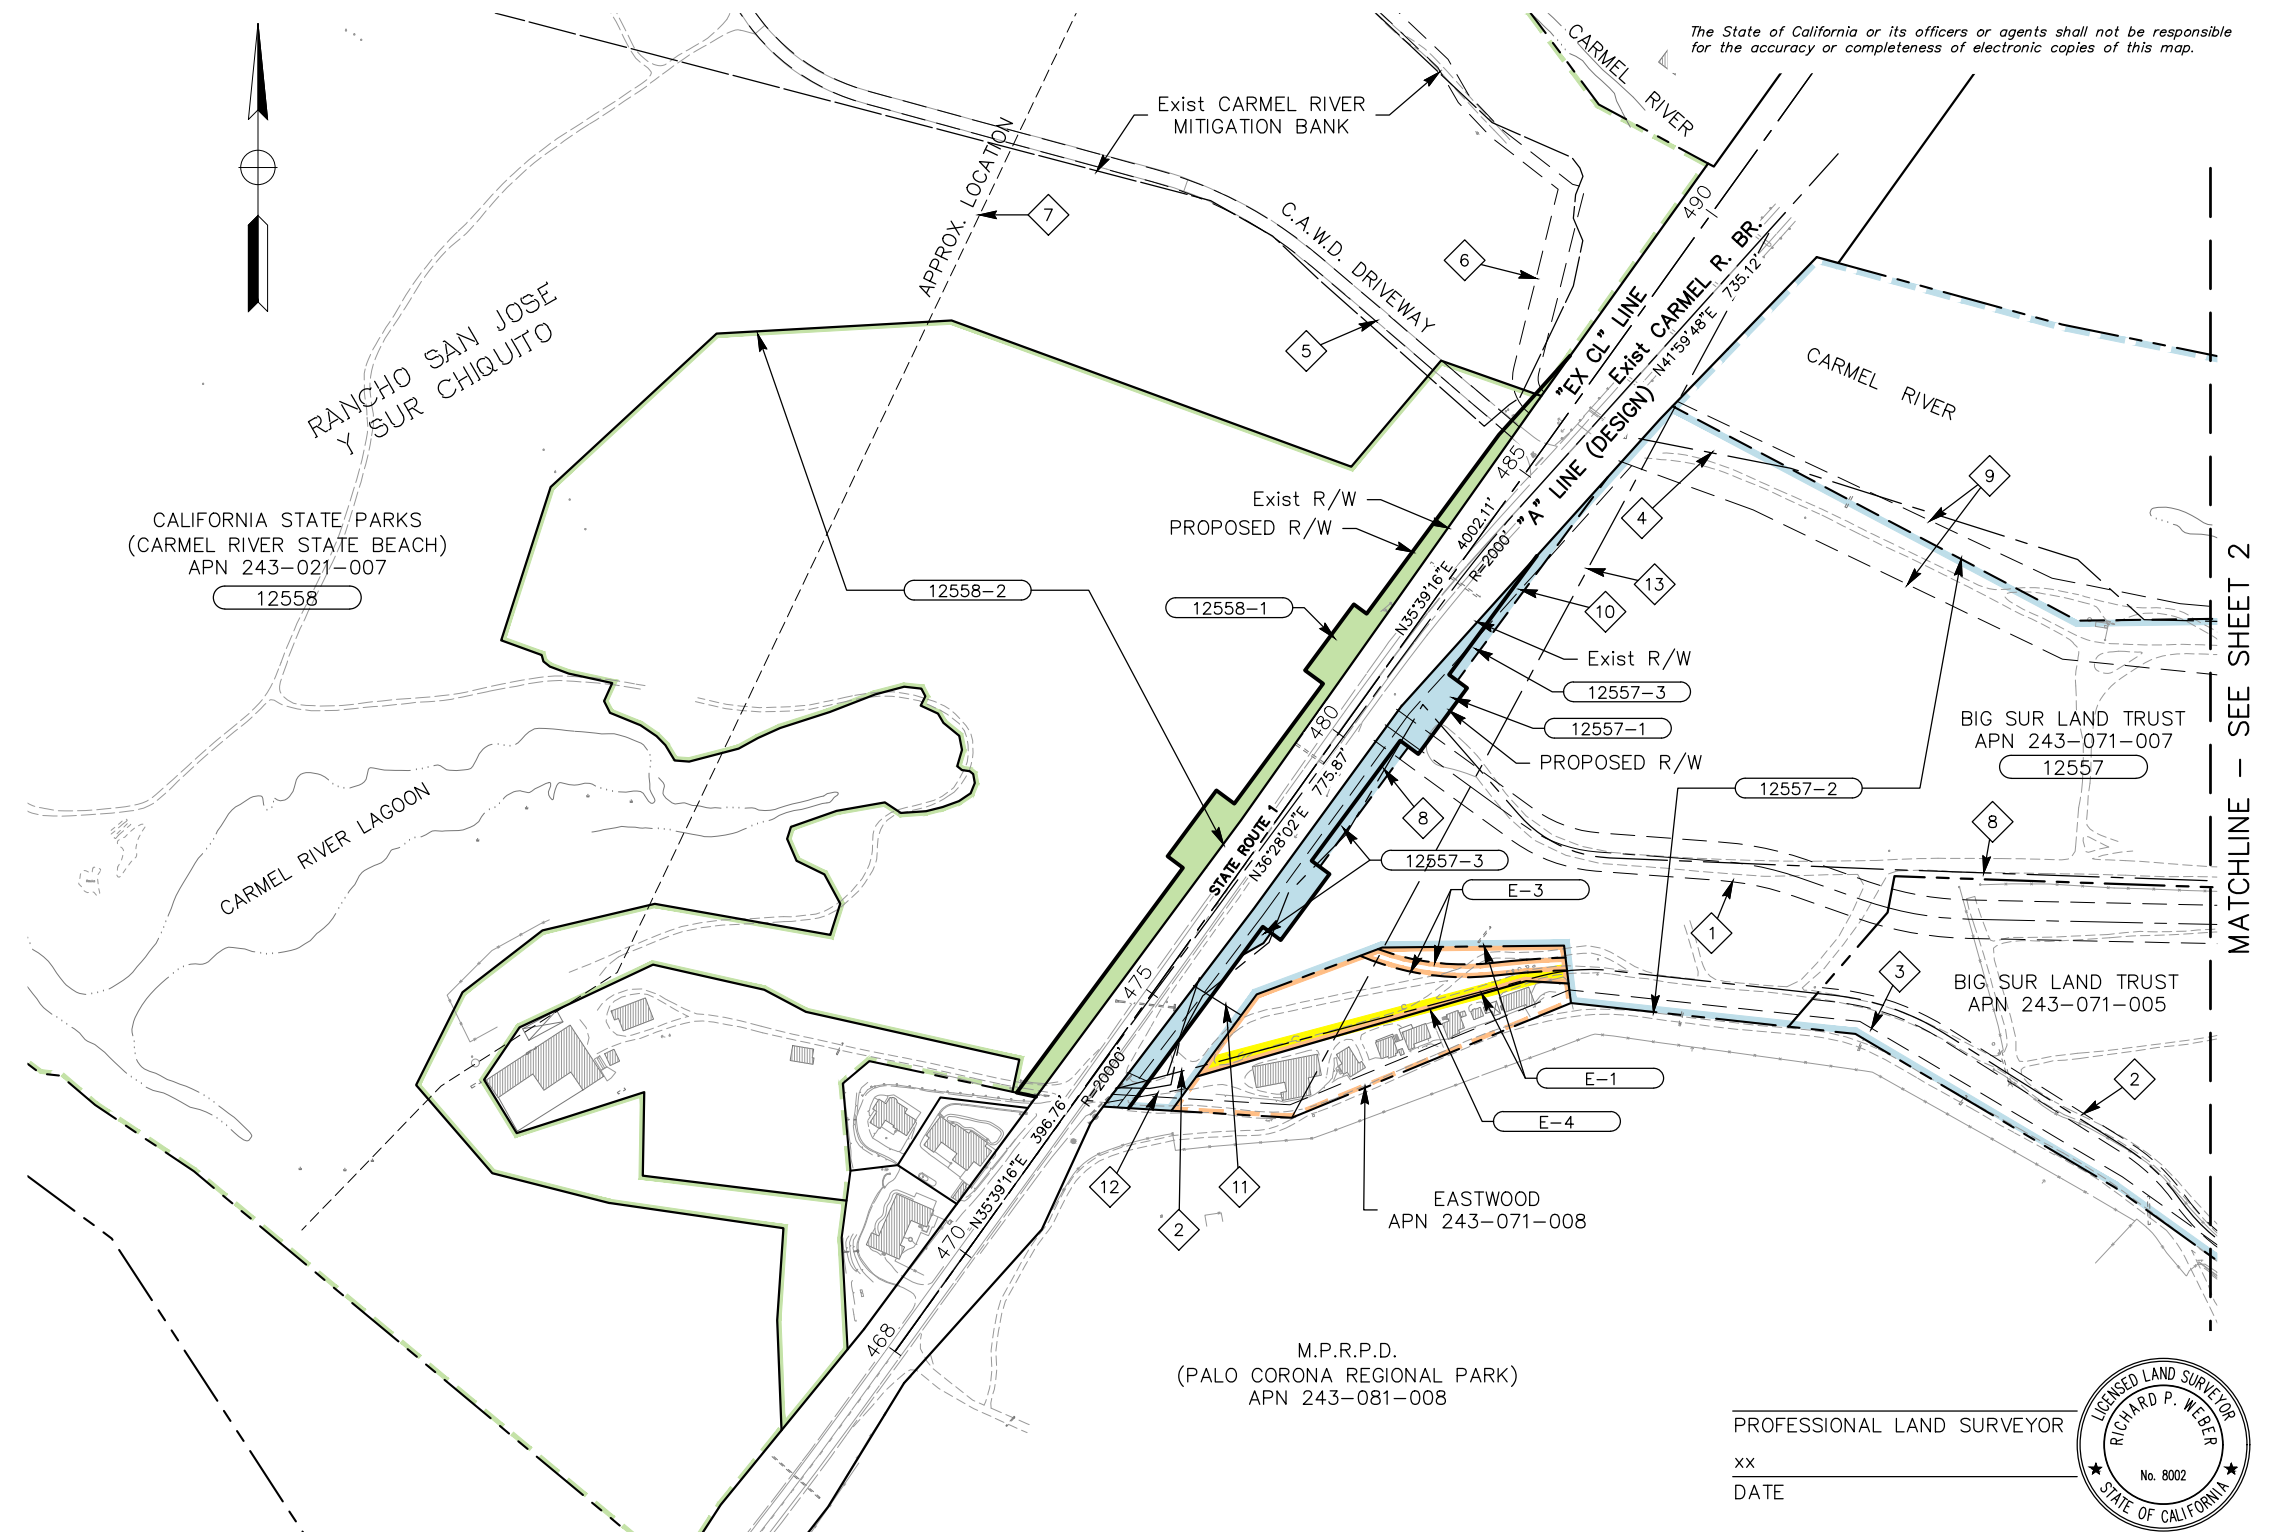 The State of California or its officers or agents shall not be responsible
for the accuracy or completeness of electronic copies of this map.
CARMEL
RIVER
Exist CARMEL RIVER
MITIGATION BANK
APPROX. LOCATION
7
C.A.W.D. DRIVEWAY
6
5
490
"EX CL" LINE
Exist CARMEL R. BR.
N41°59'48"E 735.12'
"A" LINE (DESIGN)
CARMEL RIVER
RANCHO SAN JOSE
Y SUR CHIQUITO
CALIFORNIA STATE PARKS
(CARMEL RIVER STATE BEACH)
APN 243-021-007
12558
12558-2
Exist R/W
PROPOSED R/W
12558-1
485
N35°39'16"E 4002.11'
R=2000'
4
9
13
10
Exist R/W
12557-3
12557-1
PROPOSED R/W
8
12557-3
E-3
480
N36°28'02"E 775.87'
STATE ROUTE 1
475
BIG SUR LAND TRUST
APN 243-071-007
12557
12557-2
8
1
3
BIG SUR LAND TRUST
APN 243-071-005
2
MATCHLINE - SEE SHEET 2
CARMEL RIVER LAGOON
E-1
E-4
R=20000'
N35°39'16"E 396.76'
12
11
2
EASTWOOD
APN 243-071-008
470
468
M.P.R.P.D.
(PALO CORONA REGIONAL PARK)
APN 243-081-008
PROFESSIONAL LAND SURVEYOR
xx
DATE
LICENSED LAND SURVEYOR
RICHARD P. WEBER
No. 8002
STATE OF CALIFORNIA